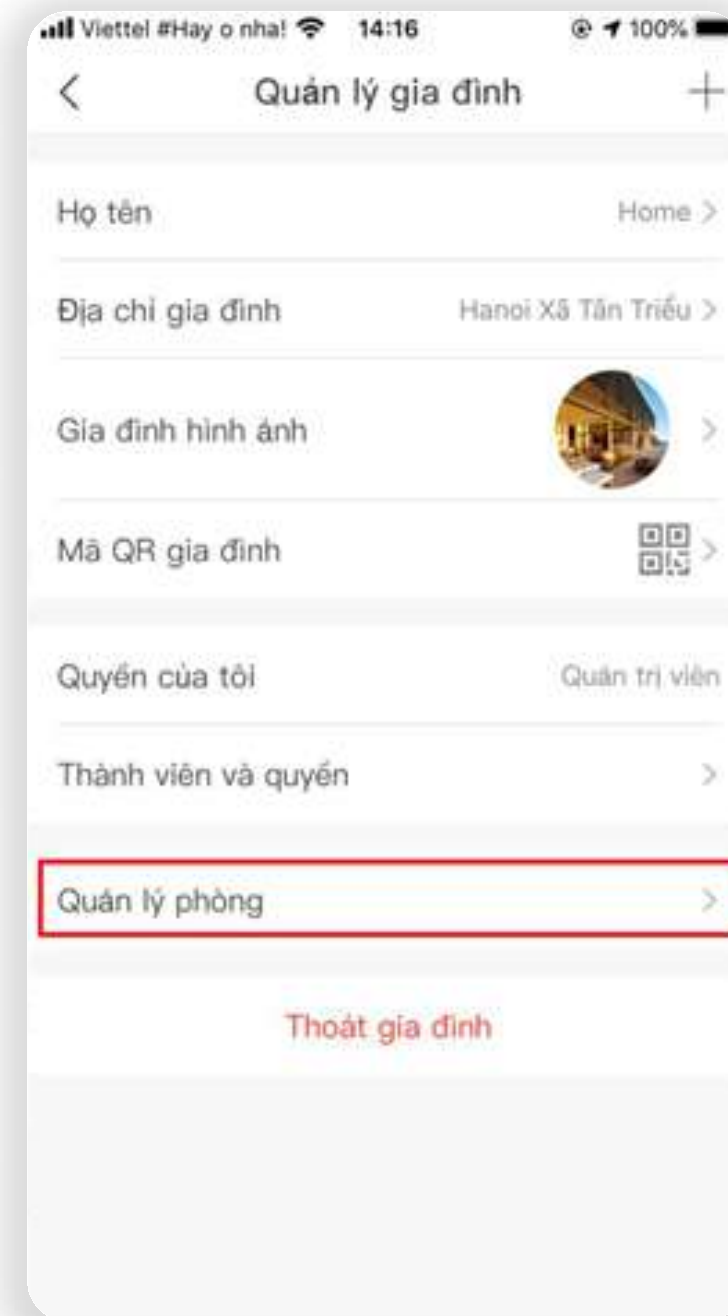 Viettel #Hay o nha! 14:16 100%
Quản lý gia đình
Họ tên Home
Địa chỉ gia đình Hanoi Xã Tân Triều
Gia đình hình ảnh
Mã QR gia đình
Quyền của tôi Quản trị viên
Thành viên và quyền
Quản lý phòng
Thoát gia đình